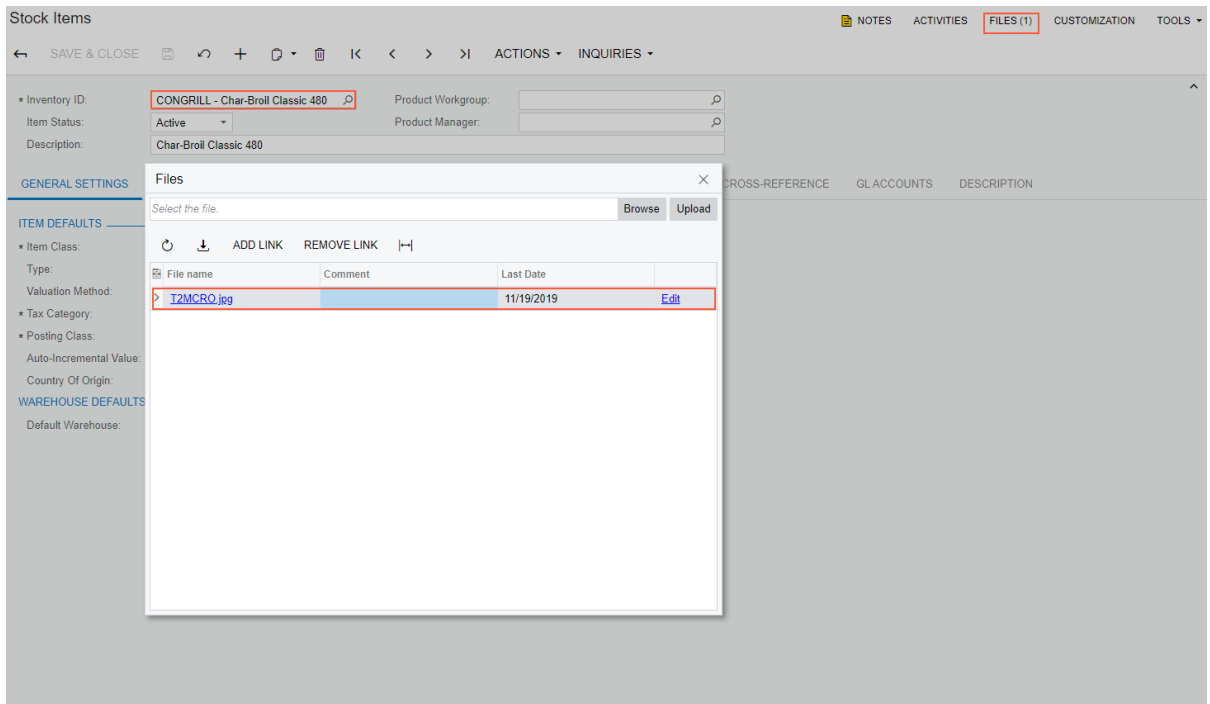 Stock Items
NOTES ACTIVITIES FILES (1) CUSTOMIZATION TOOLS
SAVE & CLOSE ACTIONS INQUIRIES
* Inventory ID: CONGRILL - Char-Broil Classic 480 Product Workgroup:
Item Status: Active Product Manager:
Description: Char-Broil Classic 480
GENERAL SETTINGS CROSS-REFERENCE GL ACCOUNTS DESCRIPTION
Files
Select the file. Browse Upload
ADD LINK REMOVE LINK
File name Comment Last Date
T2MCRO.jpg 11/19/2019 Edit
ITEM DEFAULTS
* Item Class:
Type:
Valuation Method:
* Tax Category:
* Posting Class:
Auto-Incremental Value:
Country Of Origin:
WAREHOUSE DEFAULTS
Default Warehouse: